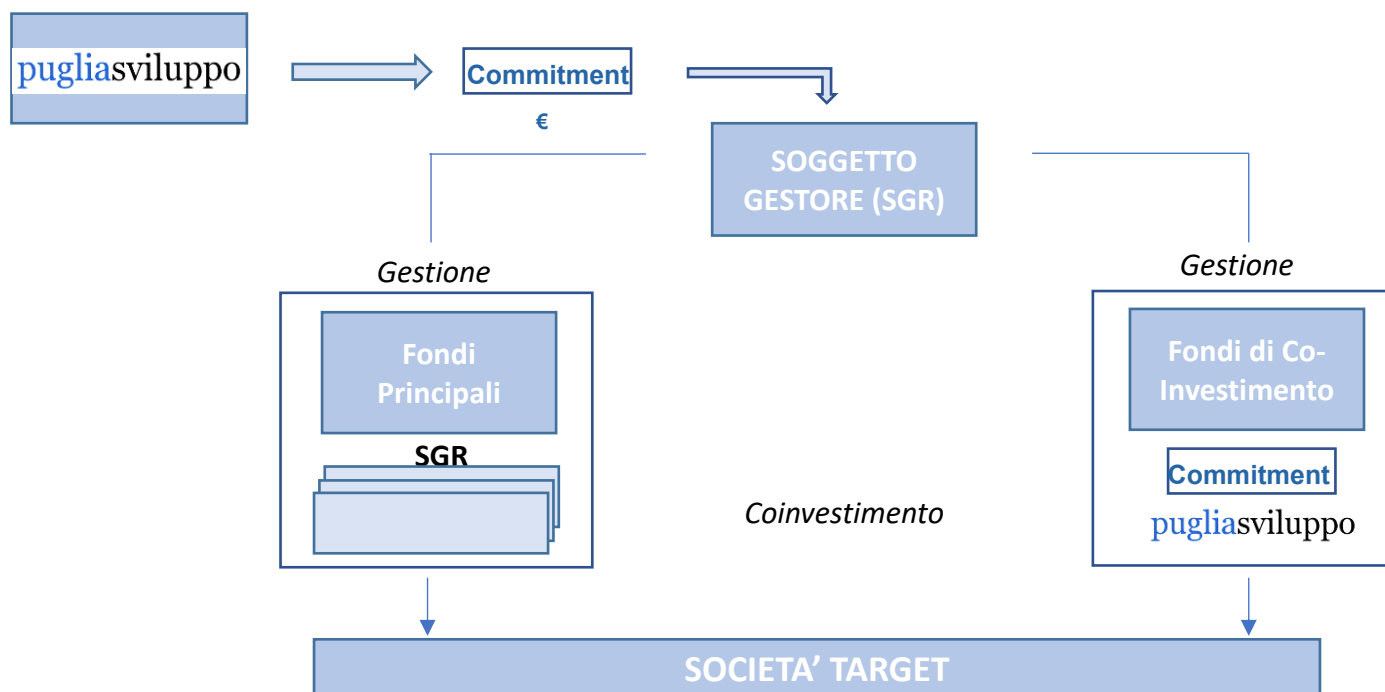 pugliasviluppo
Commitment
€
SOGGETTO
GESTORE (SGR)
Gestione
Gestione
Fondi
Principali
Fondi di Co-
Investimento
SGR
Commitment
Coinvestimento
pugliasviluppo
SOCIETA’ TARGET